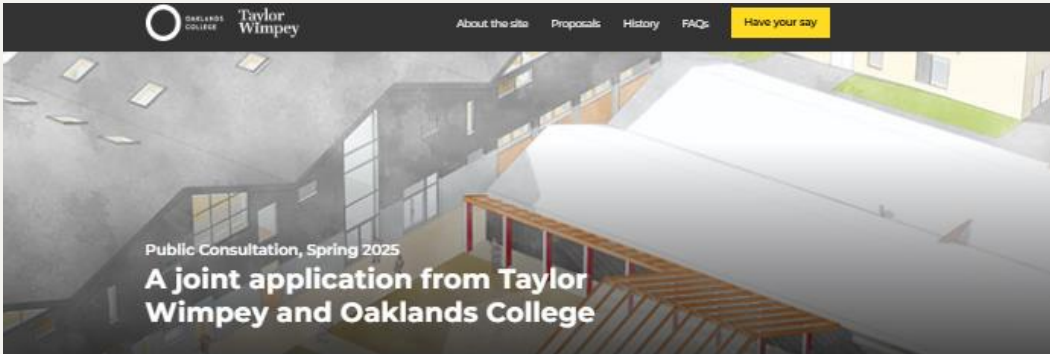 OAKLANDS
COLLEGE
Taylor
Wimpey
About the site
Proposals
History
FAQs
Have your say
Public Consultation, Spring 2025
A joint application from Taylor
Wimpey and Oaklands College